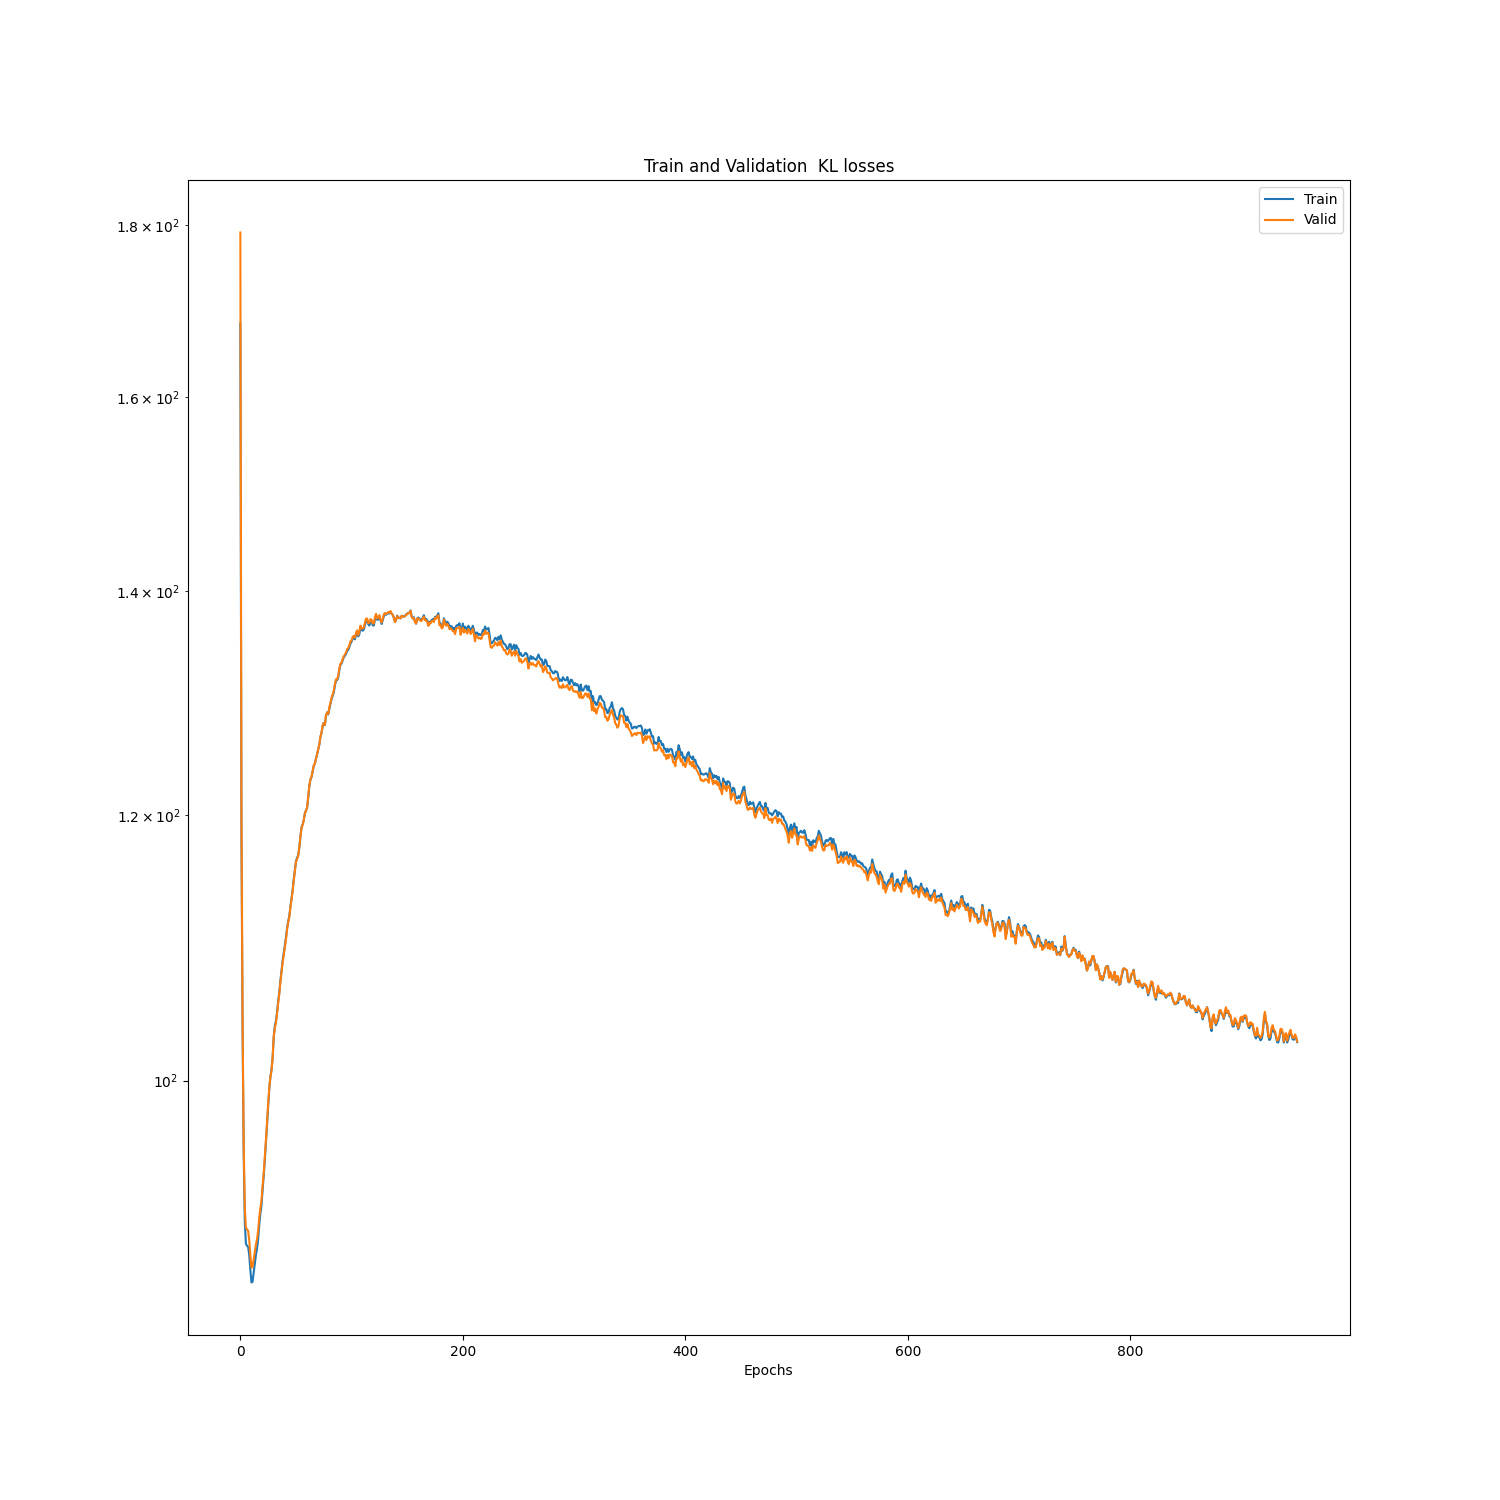 Train and Validation  KL losses
Train
Valid
1.8 × 10²
1.6 × 10²
1.4 × 10²
1.2 × 10²
10²
0 200 400 600 800
Epochs